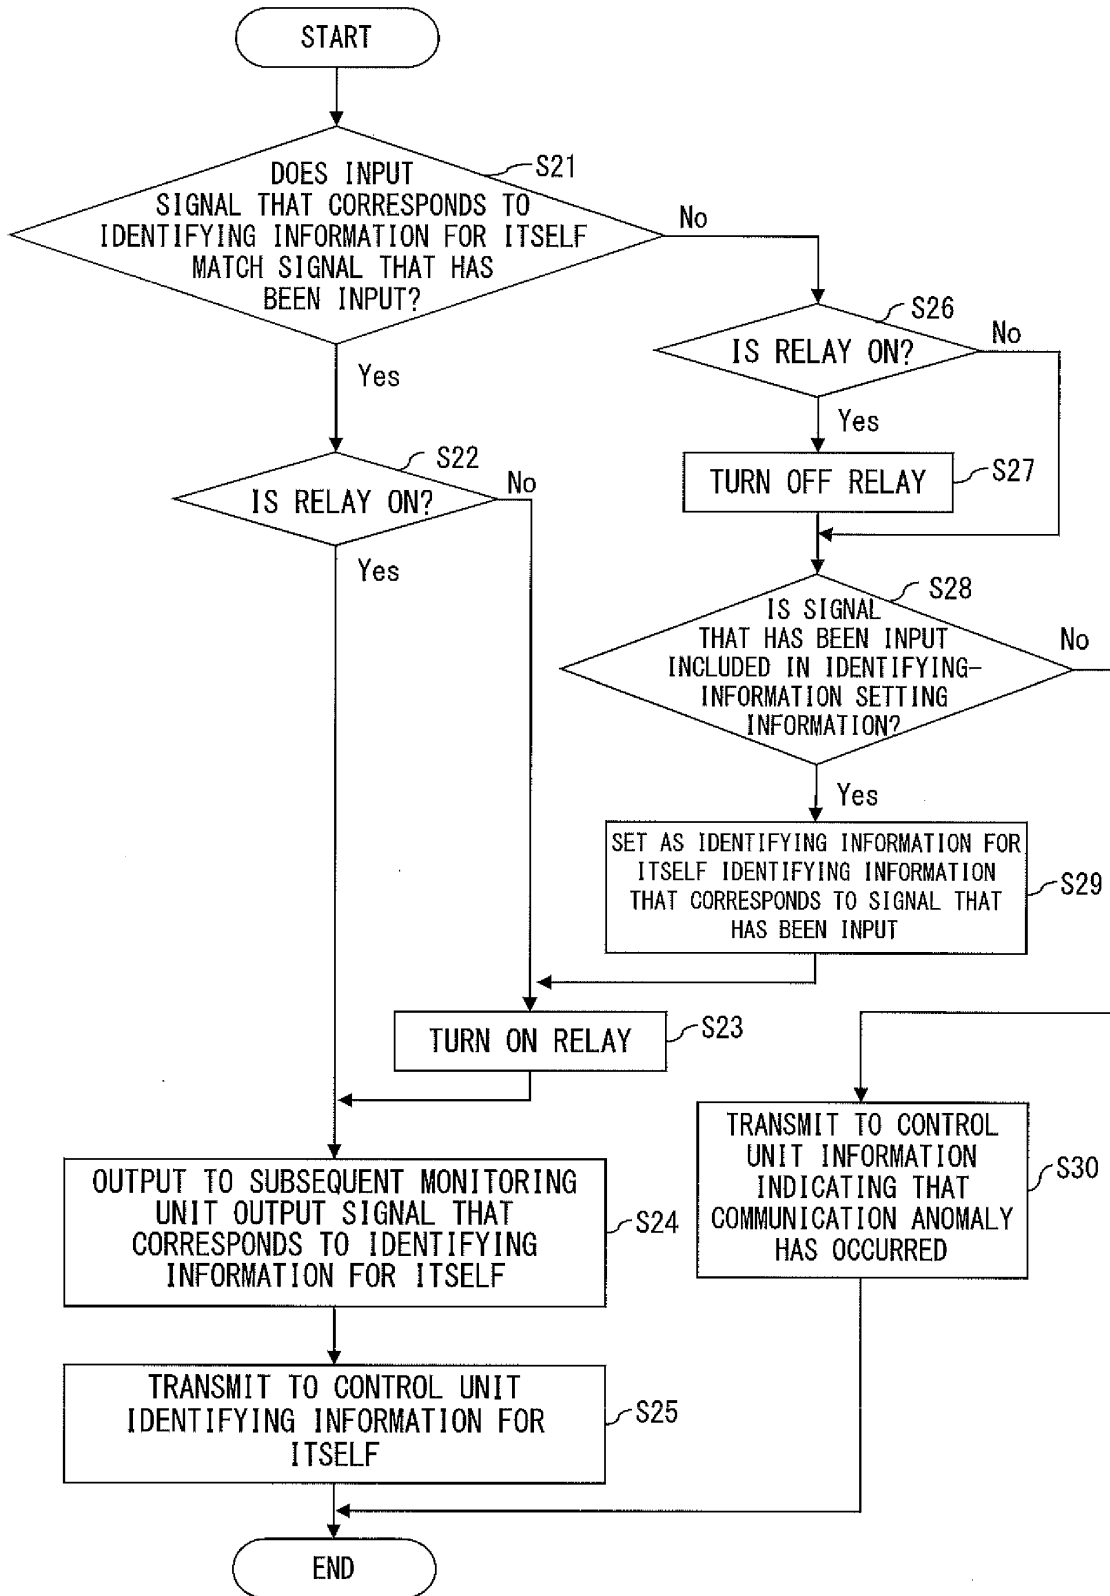 START
DOES INPUT
SIGNAL THAT CORRESPONDS TO
IDENTIFYING INFORMATION FOR ITSELF
MATCH SIGNAL THAT HAS
BEEN INPUT?
S21
No
Yes
IS RELAY ON?
S26
No
Yes
TURN OFF RELAY
S27
IS RELAY ON?
S22
No
Yes
IS SIGNAL
THAT HAS BEEN INPUT
INCLUDED IN IDENTIFYING-
INFORMATION SETTING
INFORMATION?
S28
No
Yes
SET AS IDENTIFYING INFORMATION FOR
ITSELF IDENTIFYING INFORMATION
THAT CORRESPONDS TO SIGNAL THAT
HAS BEEN INPUT
S29
TURN ON RELAY
S23
TRANSMIT TO CONTROL
UNIT INFORMATION
INDICATING THAT
COMMUNICATION ANOMALY
HAS OCCURRED
S30
OUTPUT TO SUBSEQUENT MONITORING
UNIT OUTPUT SIGNAL THAT
CORRESPONDS TO IDENTIFYING
INFORMATION FOR ITSELF
S24
TRANSMIT TO CONTROL UNIT
IDENTIFYING INFORMATION FOR
ITSELF
S25
END